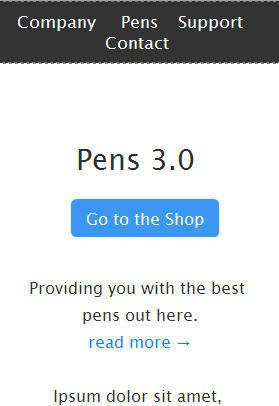 Company Pens Support
Contact
Pens 3.0
Go to the Shop
Providing you with the best
pens out here.
read more →
Ipsum dolor sit amet,